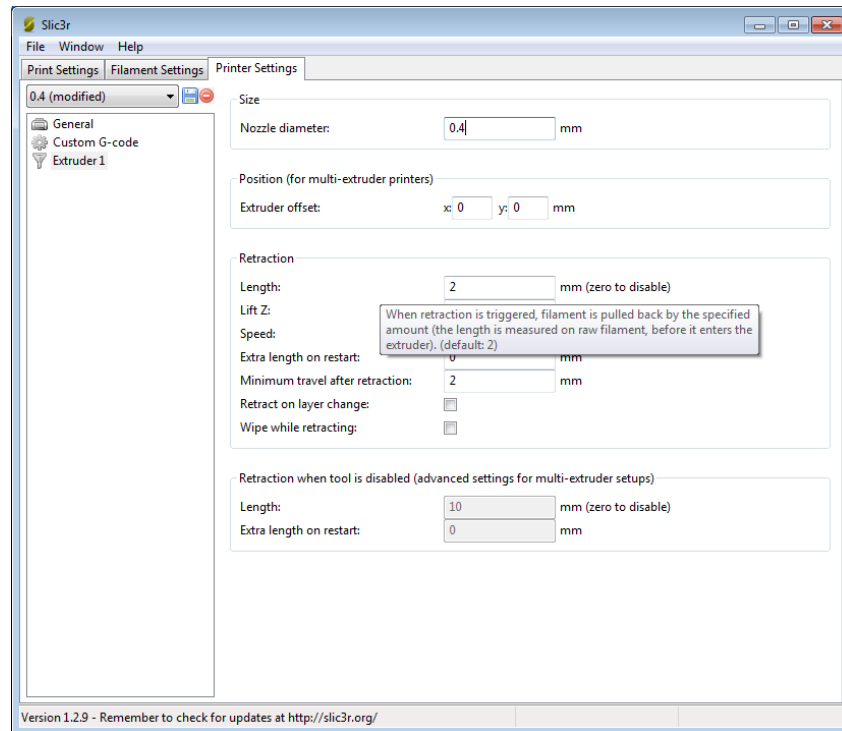 Slic3r
File Window Help
Print Settings Filament Settings Printer Settings
0.4 (modified)
General
Custom G-code
Extruder 1
Size
Nozzle diameter: 0.4 mm
Position (for multi-extruder printers)
Extruder offset: x: 0 y: 0 mm
Retraction
Length: 2 mm (zero to disable)
Lift Z:
When retraction is triggered, filament is pulled back by the specified
amount (the length is measured on raw filament, before it enters the
extruder). (default: 2)
Speed:
Extra length on restart: 0 mm
Minimum travel after retraction: 2 mm
Retract on layer change:
Wipe while retracting:
Retraction when tool is disabled (advanced settings for multi-extruder setups)
Length: 10 mm (zero to disable)
Extra length on restart: 0 mm
Version 1.2.9 - Remember to check for updates at http://slic3r.org/